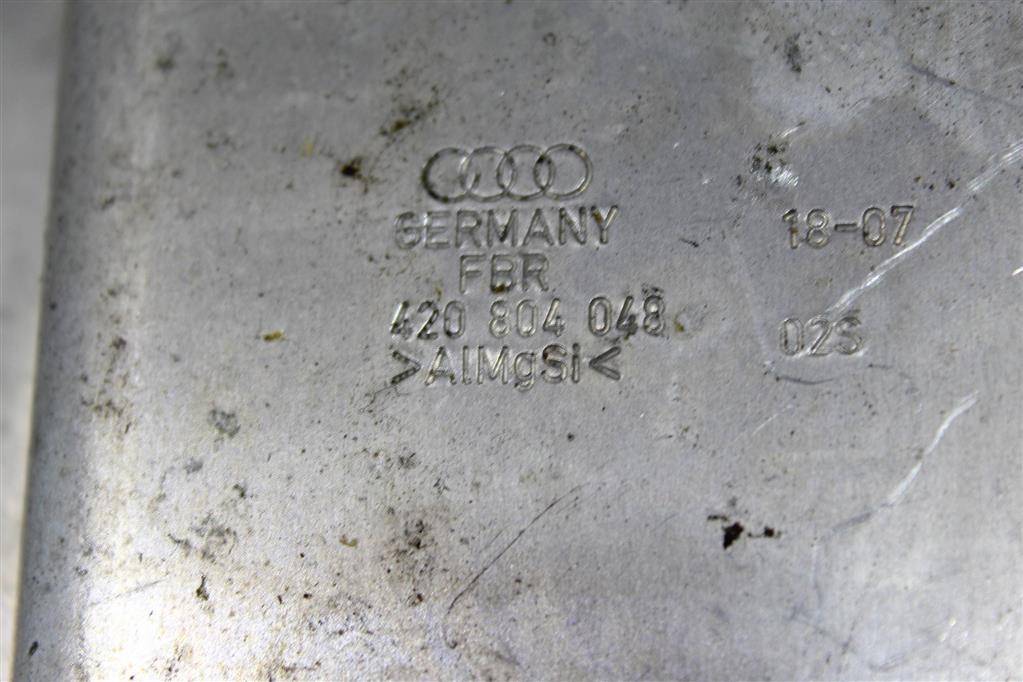 GERMANY
18-07
FBR
420 804 048
02S
>AlMgSi<